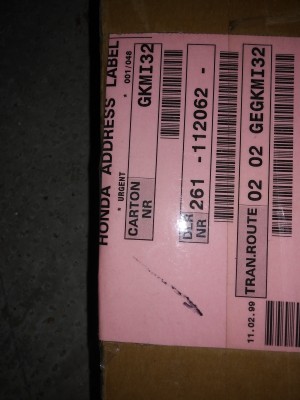 HONDA ADDRESS LABEL
* URGENT * 001/048
CARTON NR GKMI32
DLR NR 261 -112062 -
TRAN.ROUTE 02 02 GEGKMI32
11.02.99